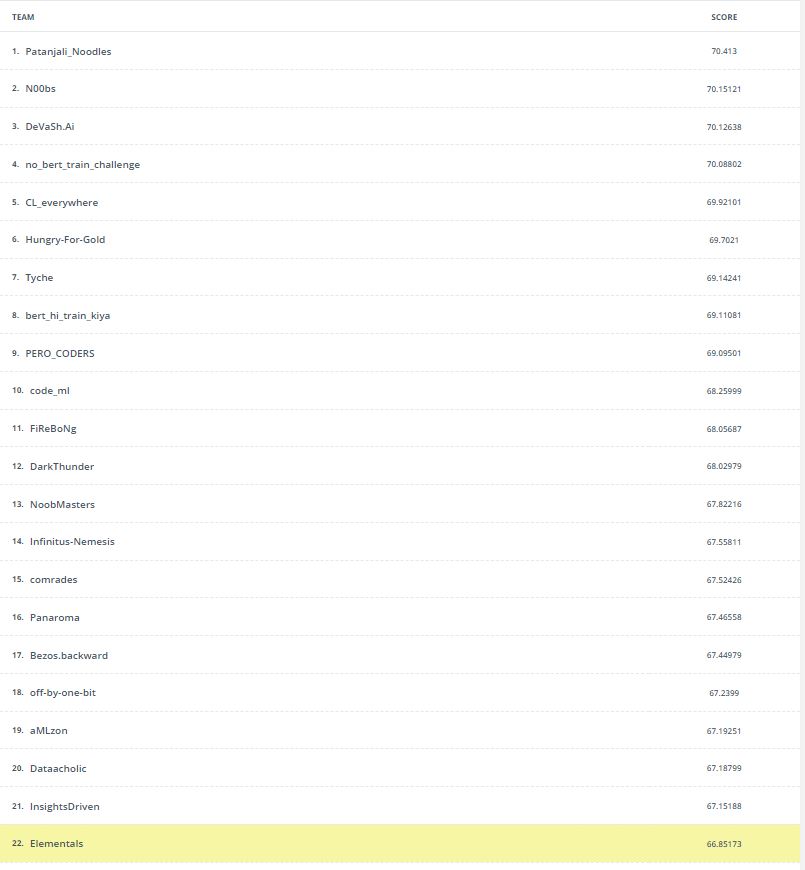 TEAM SCORE
1. Patanjali_Noodles 70.413
2. N00bs 70.15121
3. DeVaSh.Ai 70.12638
4. no_bert_train_challenge 70.08802
5. CL_everywhere 69.92101
6. Hungry-For-Gold 69.7021
7. Tyche 69.14241
8. bert_hi_train_kiya 69.11081
9. PERO_CODERS 69.09501
10. code_ml 68.25999
11. FiReBoNg 68.05687
12. DarkThunder 68.02979
13. NoobMasters 67.82216
14. Infinitus-Nemesis 67.55811
15. comrades 67.52426
16. Panaroma 67.46558
17. Bezos.backward 67.44979
18. off-by-one-bit 67.2399
19. aMLzon 67.19251
20. Dataacholic 67.18799
21. InsightsDriven 67.15188
22. Elementals 66.85173